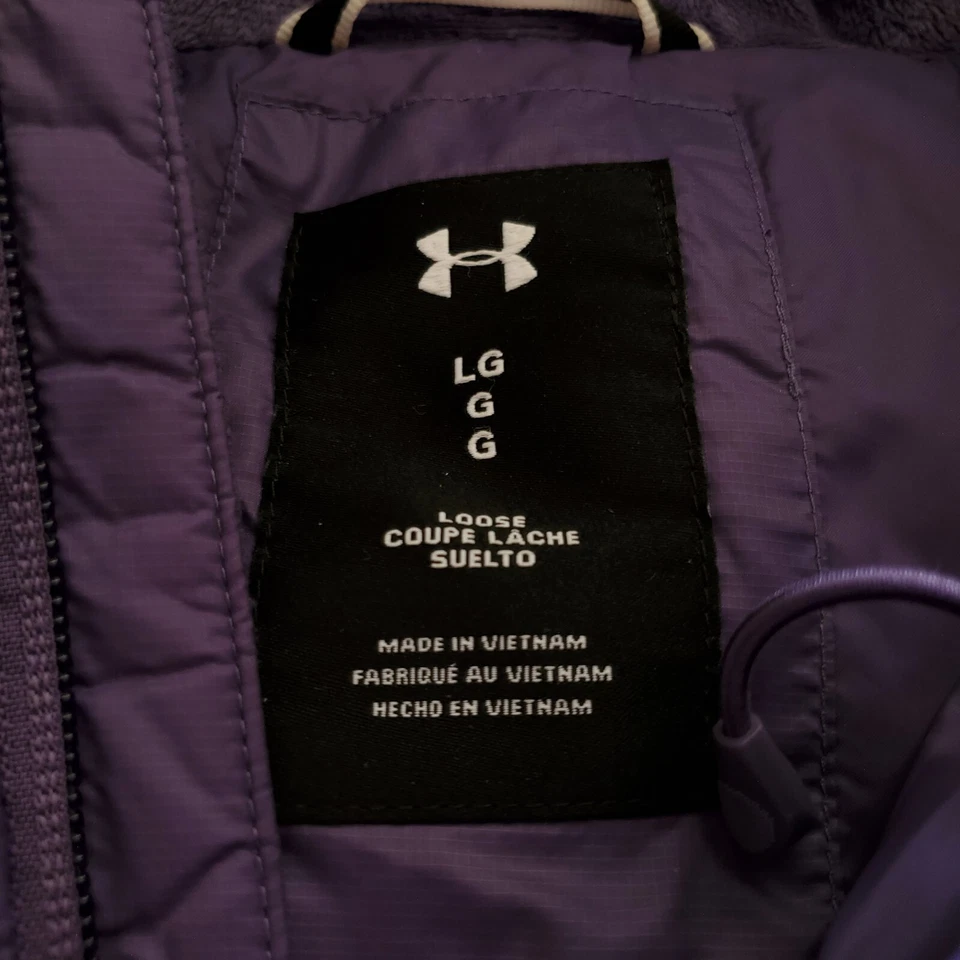 LG
G
G
LOOSE
COUPE LÂCHE
SUELTO
MADE IN VIETNAM
FABRIQUÉ AU VIETNAM
HECHO EN VIETNAM